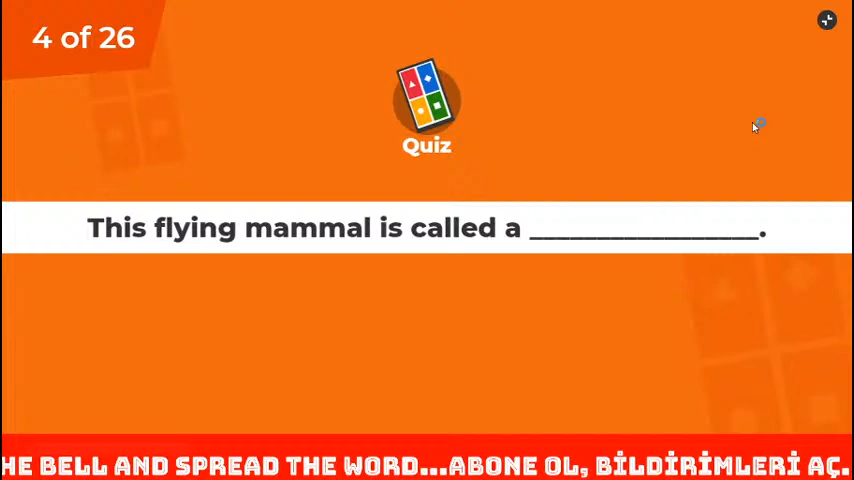 4 of 26
Quiz
This flying mammal is called a _________________.
HE BELL AND SPREAD THE WORD...ABONE OL, BİLDİRİMLERİ AÇ.